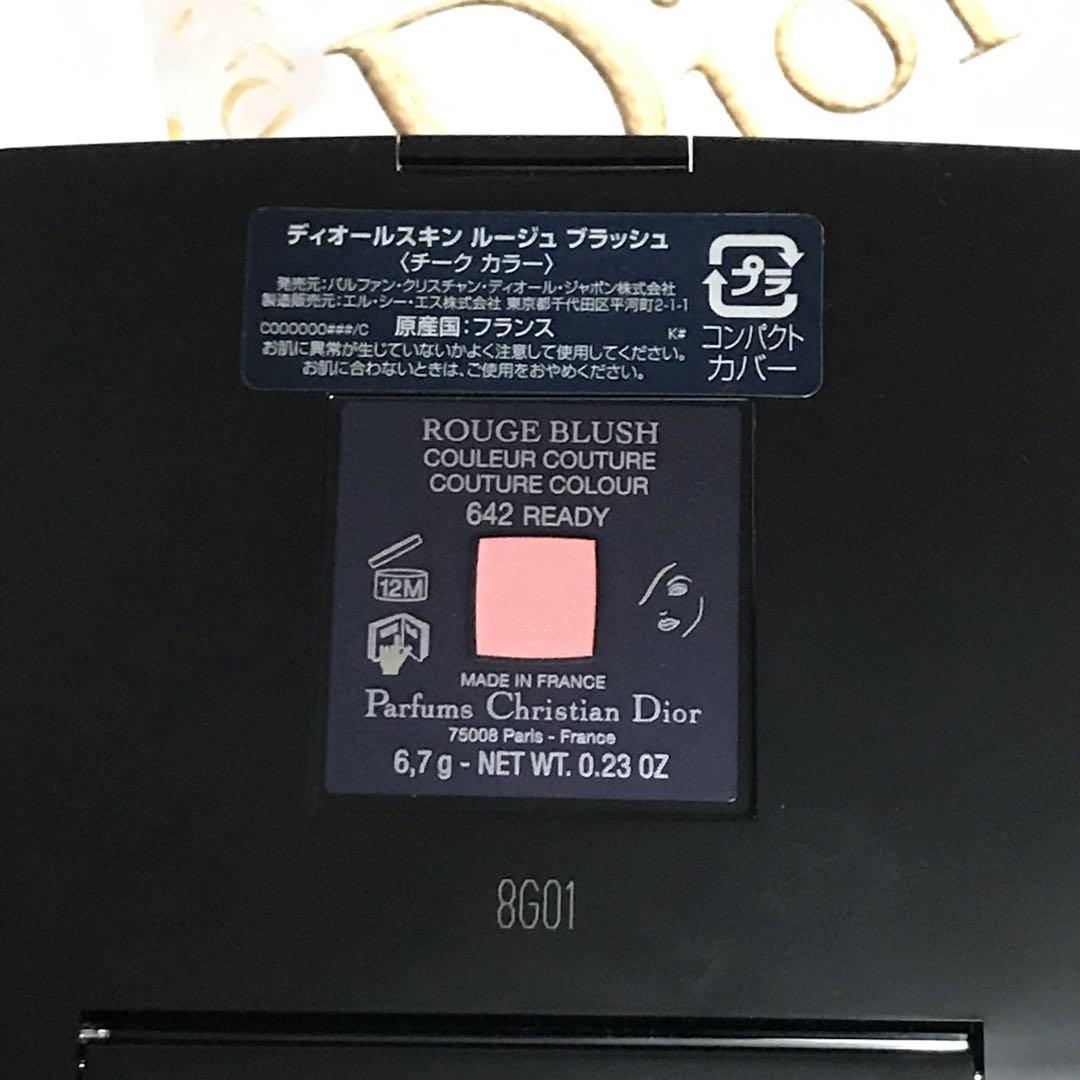 Dior
ディオールスキン ルージュ ブラッシュ
〈チーク カラー〉
発売元:パルファン・クリスチャン・ディオール・ジャポン株式会社
製造販売元:エル・シー・エス株式会社 東京都千代田区平河町2-1-1
C000000###/C 原産国:フランス K#
お肌に異常が生じていないかよく注意して使用してください。
お肌に合わないときは、ご使用をおやめください。
プラ
コンパクト
カバー
ROUGE BLUSH
COULEUR COUTURE
COUTURE COLOUR
642 READY
12M
MADE IN FRANCE
Parfums Christian Dior
75008 Paris - France
6,7 g - NET WT. 0.23 OZ
8G01